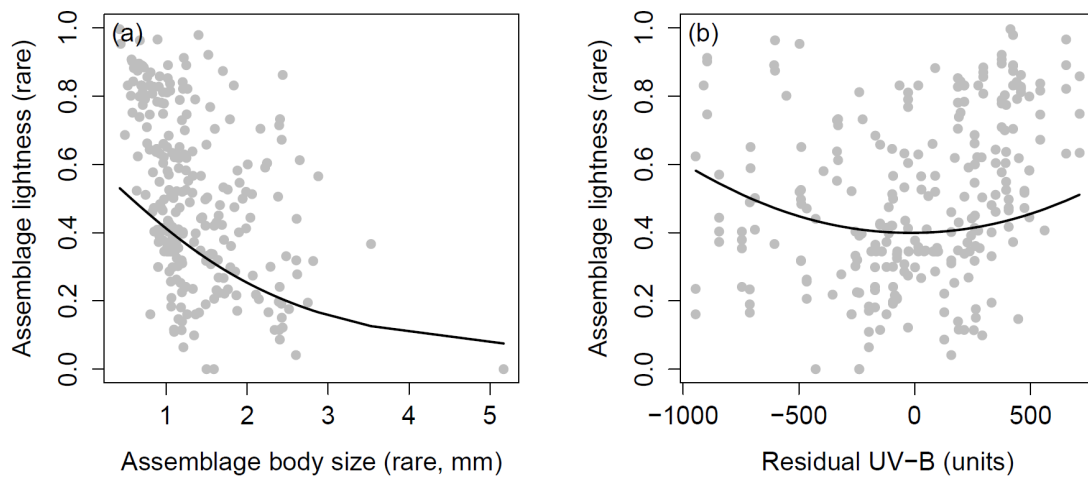 (a)
Assemblage lightness (rare)
0.0 0.2 0.4 0.6 0.8 1.0
1 2 3 4 5
Assemblage body size (rare, mm)
(b)
Assemblage lightness (rare)
0.0 0.2 0.4 0.6 0.8 1.0
−1000 −500 0 500
Residual UV−B (units)